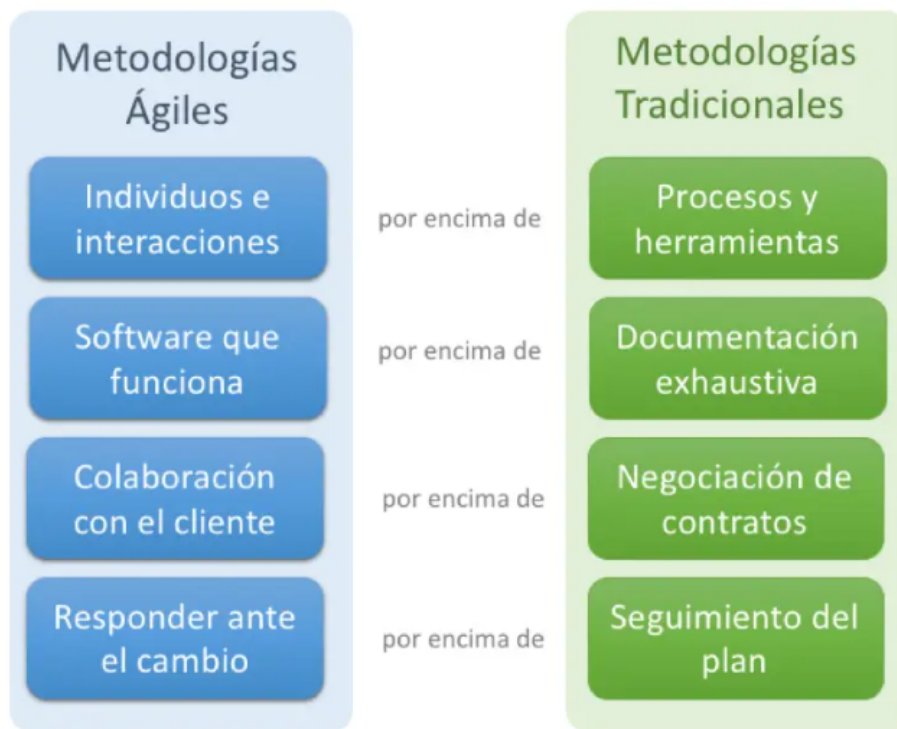 Metodologías
Ágiles
Individuos e
interacciones
Software que
funciona
Colaboración
con el cliente
Responder ante
el cambio
por encima de
por encima de
por encima de
por encima de
Metodologías
Tradicionales
Procesos y
herramientas
Documentación
exhaustiva
Negociación de
contratos
Seguimiento del
plan